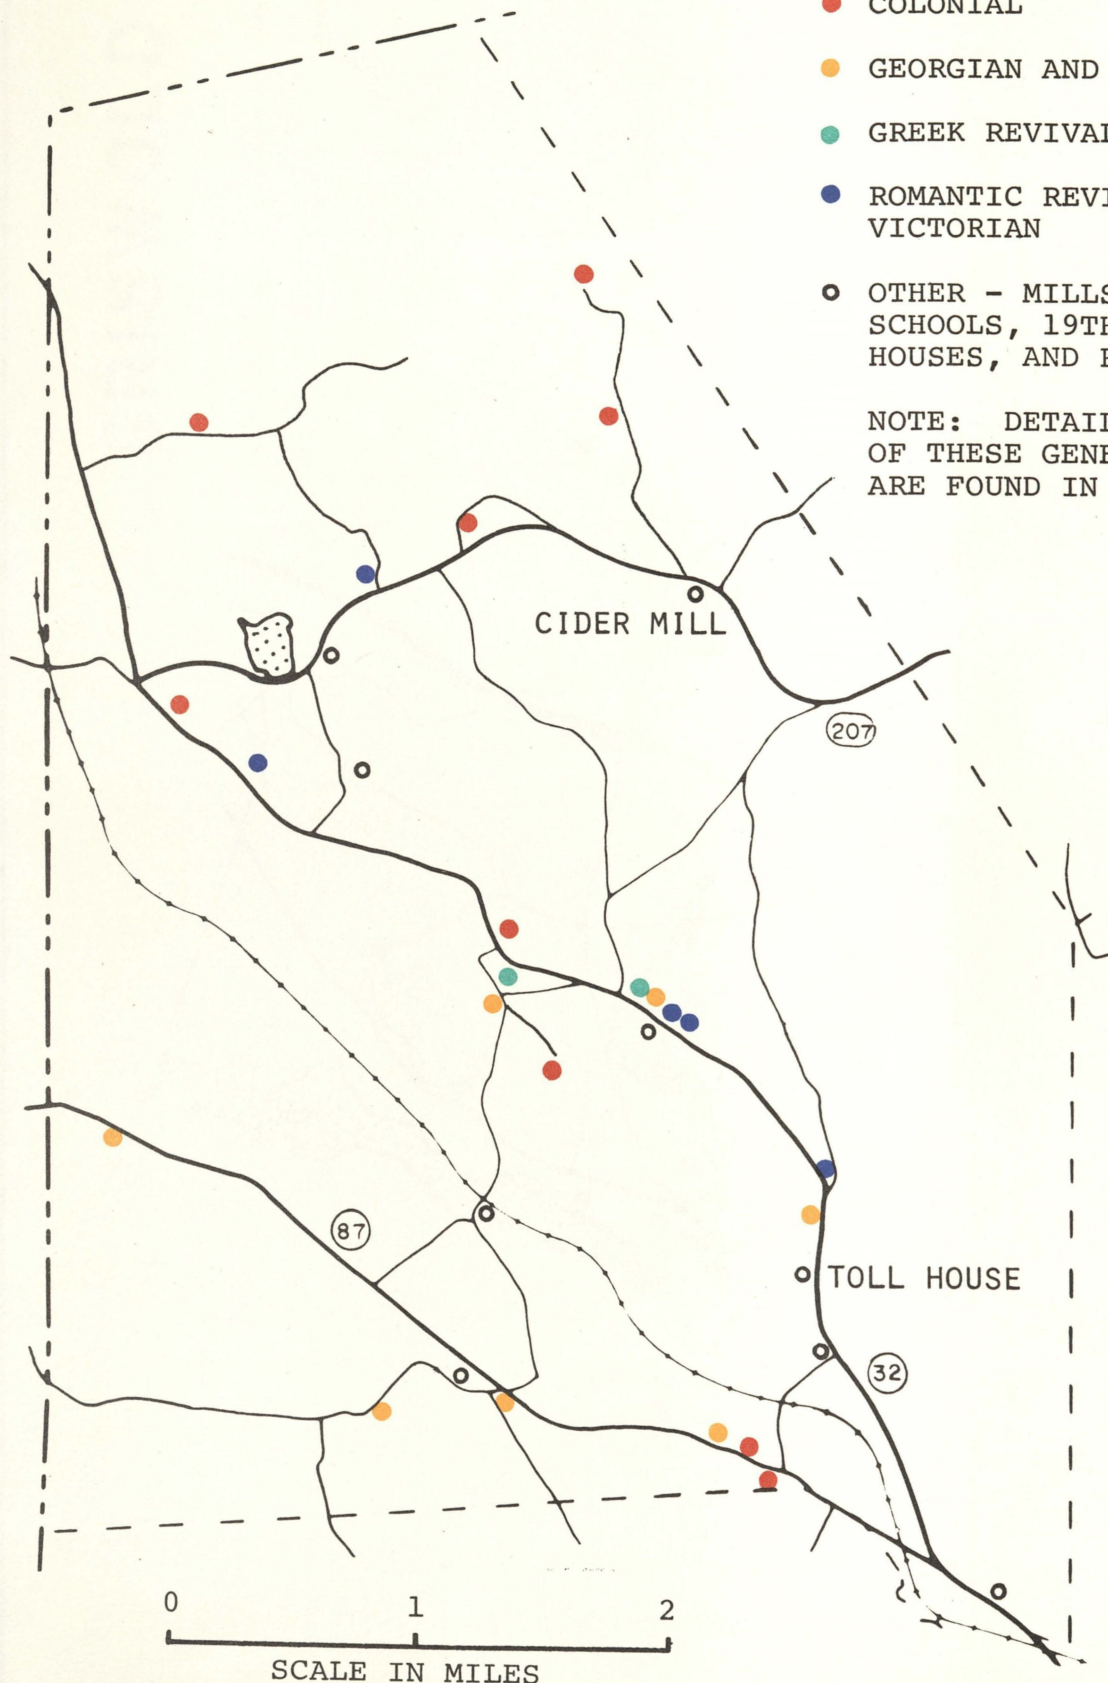 COLONIAL
GEORGIAN AND
GREEK REVIVAL
ROMANTIC REVI
VICTORIAN
OTHER - MILLS
SCHOOLS, 19TH
HOUSES, AND
NOTE: DETAIL
OF THESE GENE
ARE FOUND IN
CIDER MILL
207
87
TOLL HOUSE
32
0 1 2
SCALE IN MILES